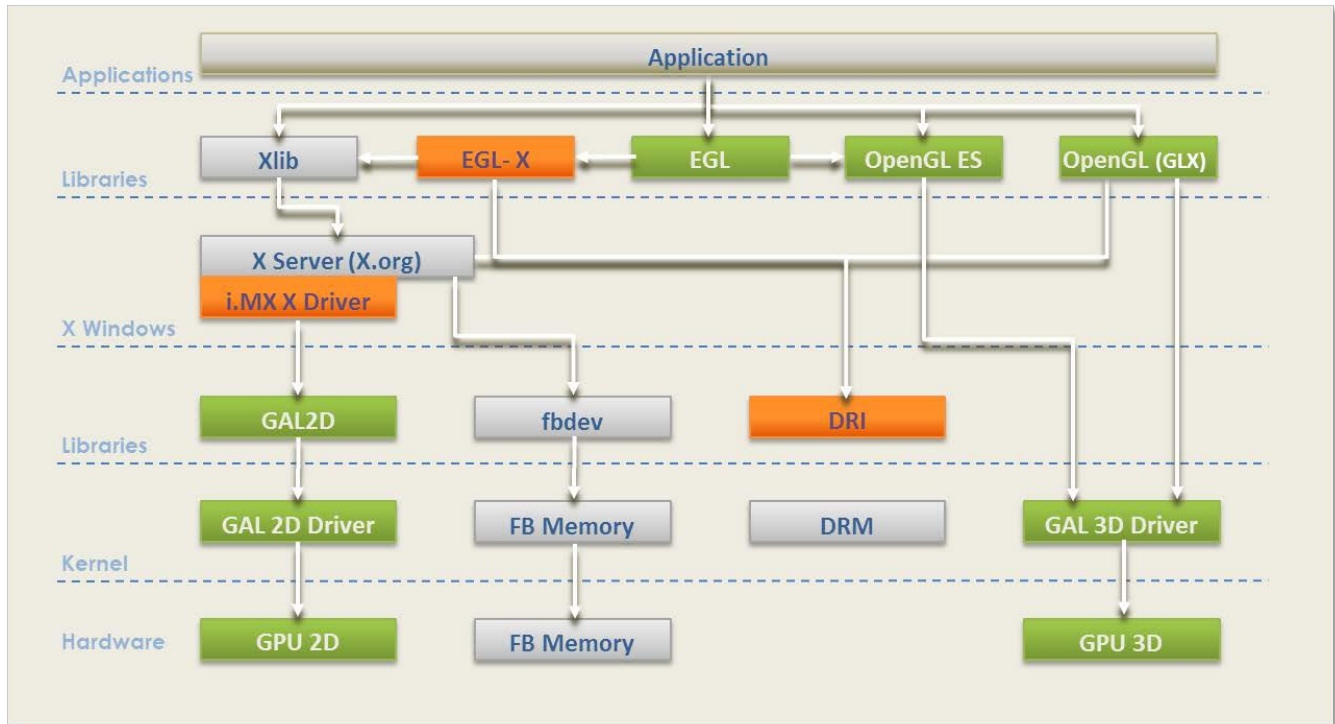 Application
Applications
Xlib
EGL- X
EGL
OpenGL ES
OpenGL (GLX)
Libraries
X Server (X.org)
i.MX X Driver
X Windows
GAL2D
fbdev
DRI
Libraries
GAL 2D Driver
FB Memory
DRM
GAL 3D Driver
Kernel
Hardware
GPU 2D
FB Memory
GPU 3D